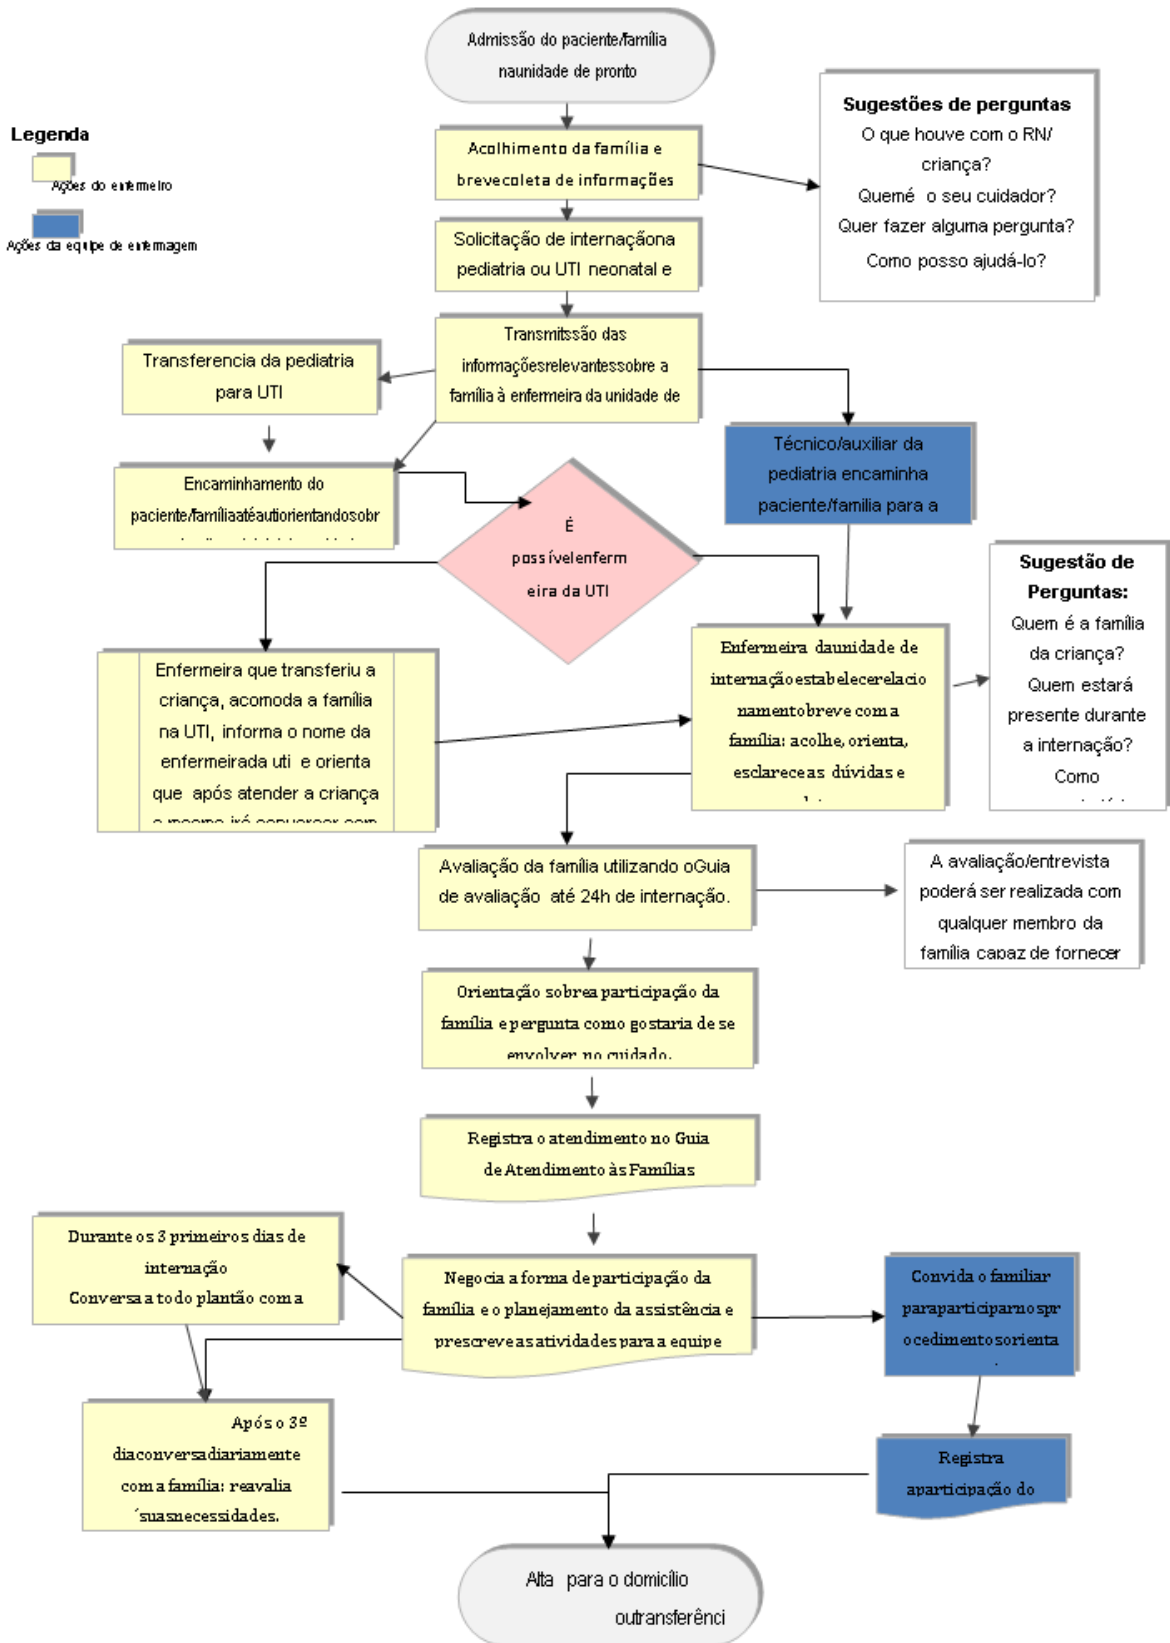 Admissão do paciente/família
naunidade de pronto
Legenda
Ações do enfermeiro
Ações da equipe de enfermagem
Acolhimento da família e
brevecoleta de informações
Sugestões de perguntas
O que houve com o RN/
criança?
Quemé o seu cuidador?
Quer fazer alguma pergunta?
Como posso ajudá-lo?
Solicitação de internaçãona
pediatria ou UTI neonatal e
Transmitssão das
informaçõesrelevantessobre a
família à enfermeira da unidade de
Transferencia da pediatria
para UTI
Técnico/auxiliar da
pediatria encaminha
paciente/familia para a
Encaminhamento do
paciente/famíliaatéautiorientandosobr
É
possívelenferm
eira da UTI
Sugestão de
Perguntas:
Quem é a família
da criança?
Quem estará
presente durante
a internação?
Como
Enfermeira que transferiu a
criança, acomoda a família
na UTI, informa o nome da
enfermeirada uti e orienta
que após atender a criança
a mesma irá conversar com
Enfermeira daunidade de
internaçãoestabelecerelacio
namentobreve com a
família: acolhe, orienta,
esclareceas dúvidas e
Avaliação da família utilizando oGuia
de avaliação até 24h de internação.
A avaliação/entrevista
poderá ser realizada com
qualquer membro da
família capaz de fornecer
Orientação sobrea participação da
família e pergunta como gostaria de se
envolver no cuidado.
Registra o atendimento no Guia
de Atendimento às Famílias
Durante os 3 primeiros dias de
internação
Conversa a todo plantão com a
Negocia a forma de participação da
família e o planejamento da assistência e
prescreve as atividades para a equipe
Convida o familiar
paraparticiparnospr
ocedimentosorienta
Após o 3º
diaconversadiariamente
com a família: reavalia
´suasnecessidades.
Registra
aparticipação do
Alta para o domicílio
outransferênci